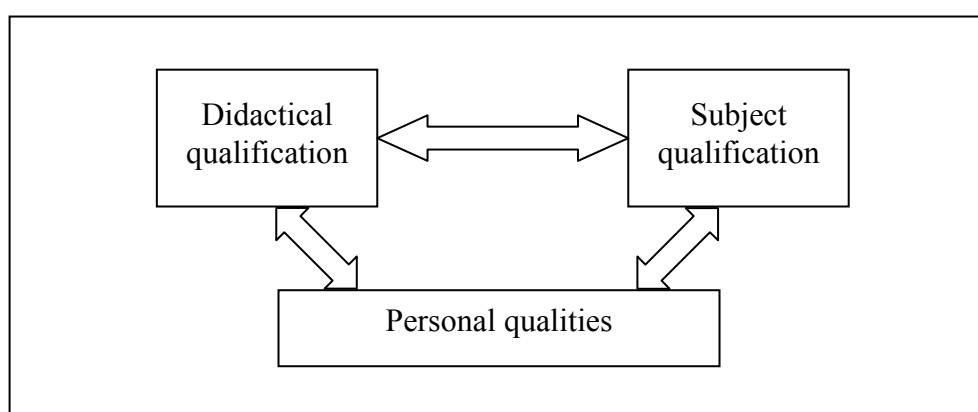 Didactical
qualification
Subject
qualification
Personal qualities